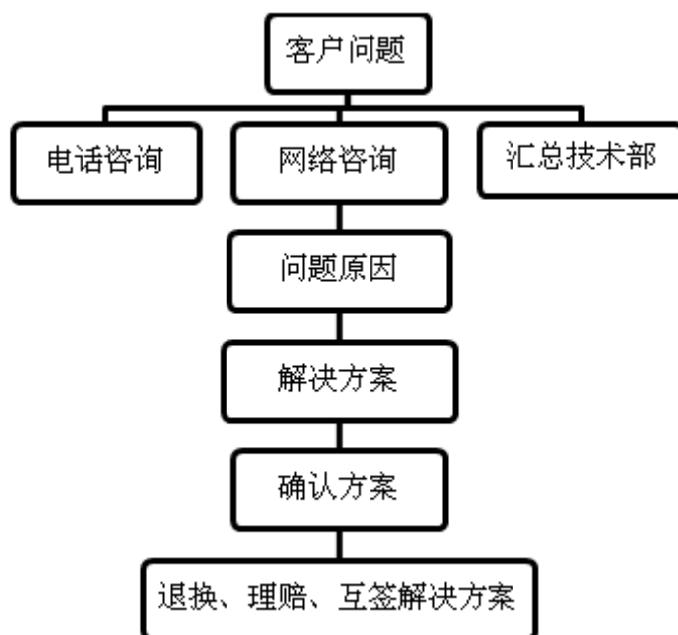 客户问题
电话咨询
网络咨询
汇总技术部
问题原因
解决方案
确认方案
退换、理赔、互签解决方案